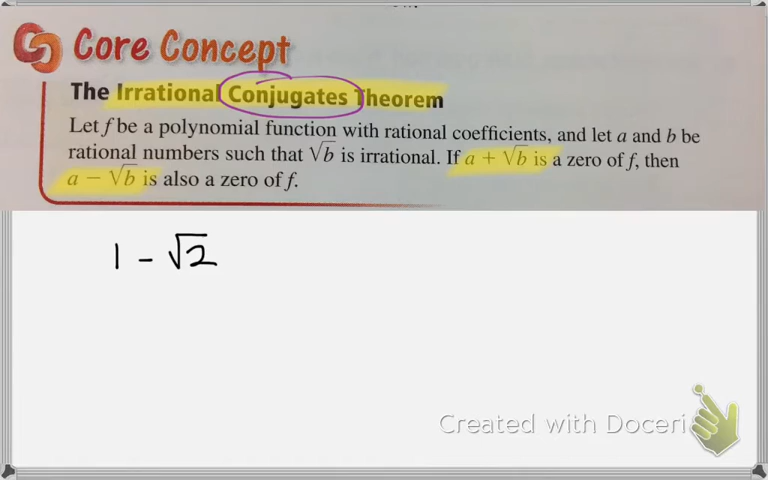 Core Concept
The Irrational Conjugates Theorem
Let f be a polynomial function with rational coefficients, and let a and b be
rational numbers such that √b is irrational. If a + √b is a zero of f, then
a − √b is also a zero of f.
1 - √2
Created with Doceri